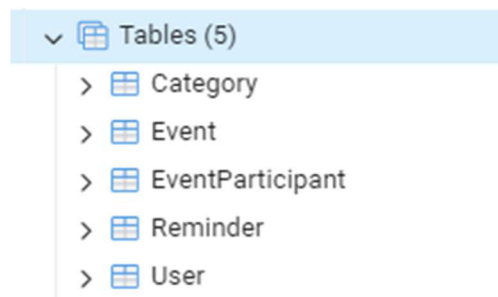 Tables (5)
Category
Event
EventParticipant
Reminder
User